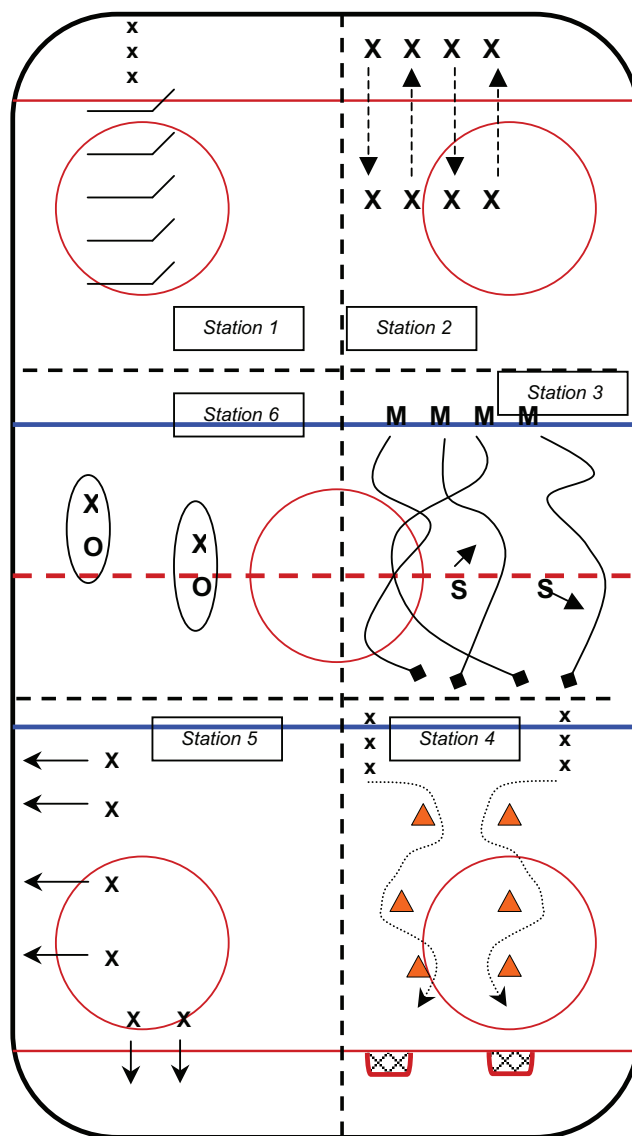 x
x
x
X X X X
X X X X
Station 1
Station 2
Station 3
Station 6
M M M M
X
O
X
O
S
S
Station 5
Station 4
x
x
x
x
x
x
X
X
X
X
X X